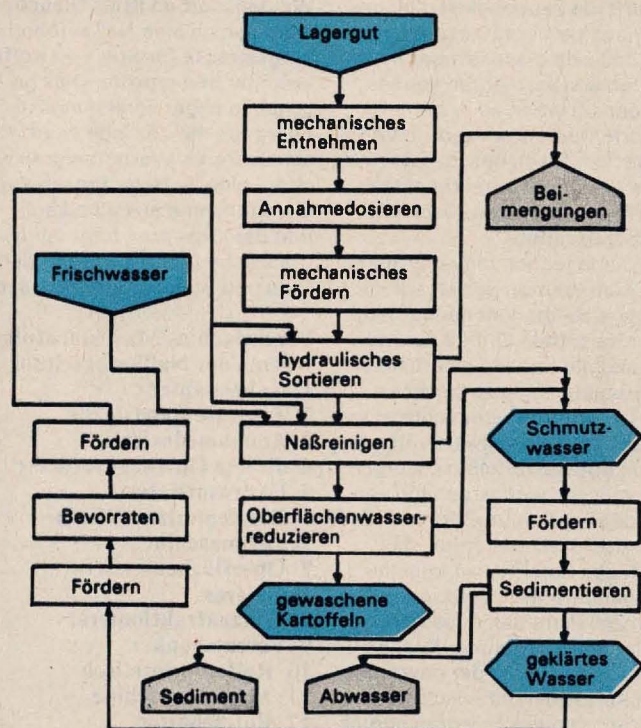 Lagergut
mechanisches
Entnehmen
Annahmedosieren
Bei-
mengungen
Frischwasser
mechanisches
Fördern
hydraulisches
Sortieren
Fördern
Naßreinigen
Schmutz-
wasser
Bevorraten
Oberflächenwasser-
reduzieren
Fördern
Fördern
gewaschene
Kartoffeln
Sedimentieren
Sediment
Abwasser
geklärtes
Wasser